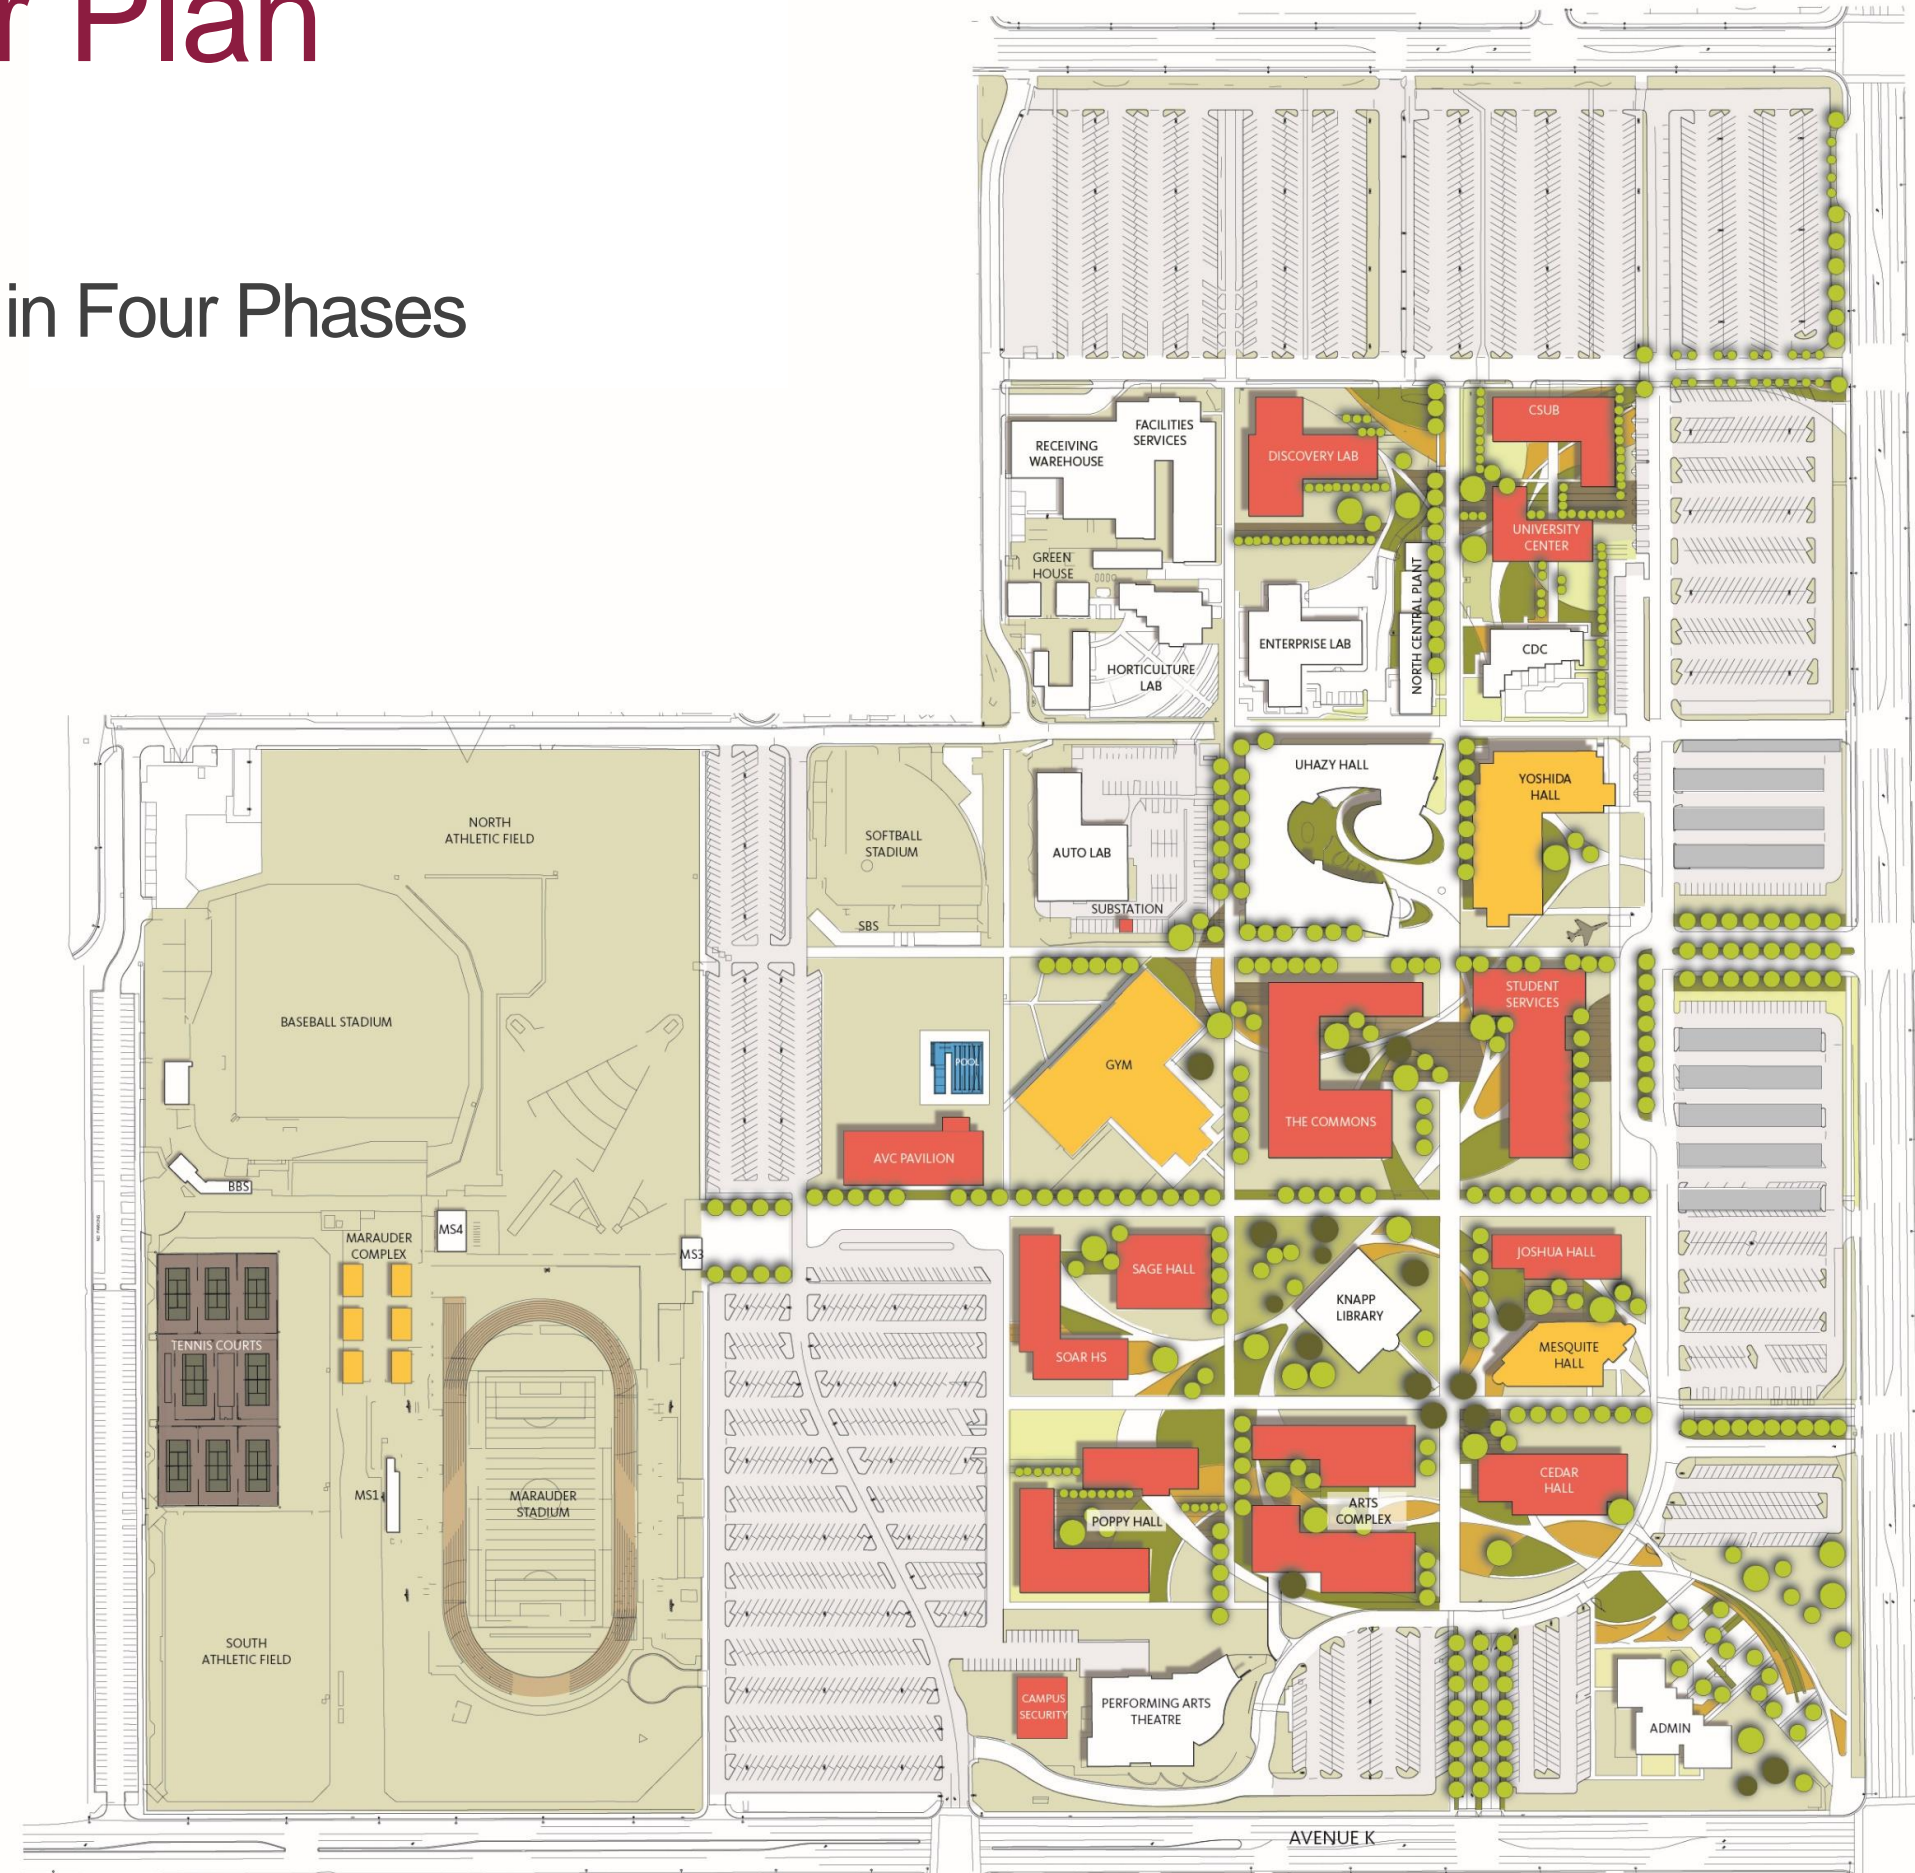 r Plan
in Four Phases
CSUB
FACILITIES
SERVICES
RECEIVING
WAREHOUSE
DISCOVERY LAB
UNIVERSITY
CENTER
GREEN
HOUSE
NORTH CENTRAL PLANT
ENTERPRISE LAB
CDC
HORTICULTURE
LAB
UHAZY HALL
YOSHIDA
HALL
NORTH
ATHLETIC FIELD
SOFTBALL
STADIUM
AUTO LAB
SUBSTATION
SBS
STUDENT
SERVICES
BASEBALL STADIUM
POOL
GYM
THE COMMONS
AVC PAVILION
BBS
MS4
MARAUDER
COMPLEX
MS3
SAGE HALL
JOSHUA HALL
KNAPP
LIBRARY
TENNIS COURTS
SOAR HS
MESQUITE
HALL
CEDAR
HALL
MS1
MARAUDER
STADIUM
ARTS
COMPLEX
POPPY HALL
SOUTH
ATHLETIC FIELD
CAMPUS
SECURITY
PERFORMING ARTS
THEATRE
ADMIN
AVENUE K